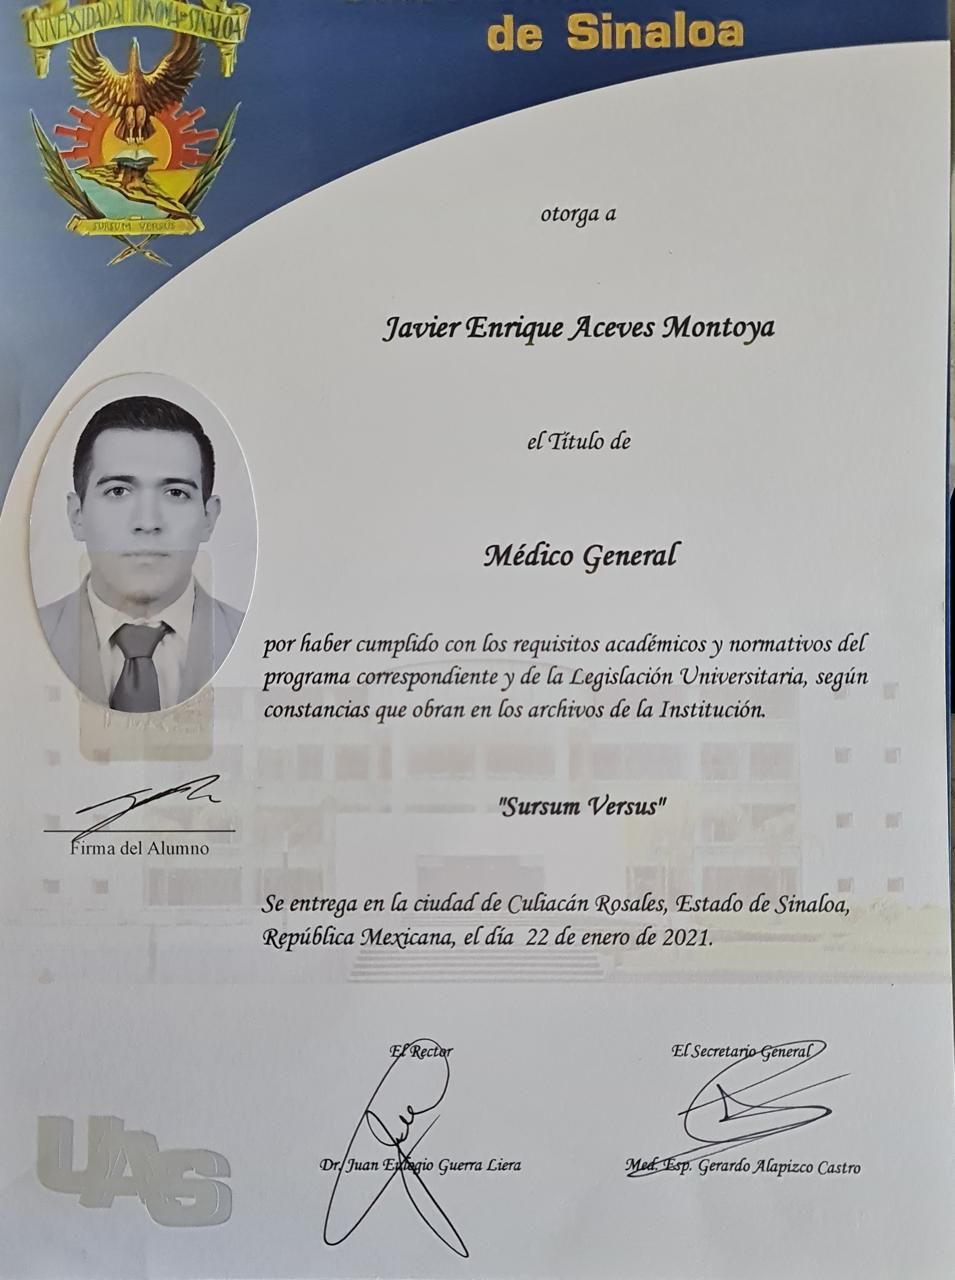 UNIVERSIDAD AUTONOMA DE SINALOA
de Sinaloa
SURSUM VERSUS
otorga a
Javier Enrique Aceves Montoya
el Título de
Médico General
por haber cumplido con los requisitos académicos y normativos del
programa correspondiente y de la Legislación Universitaria, según
constancias que obran en los archivos de la Institución.
"Sursum Versus"
Firma del Alumno
Se entrega en la ciudad de Culiacán Rosales, Estado de Sinaloa,
República Mexicana, el día 22 de enero de 2021.
El Rector
El Secretario General
Dr. Juan Eulogio Guerra Liera
Med. Esp. Gerardo Alapizco Castro
UAS